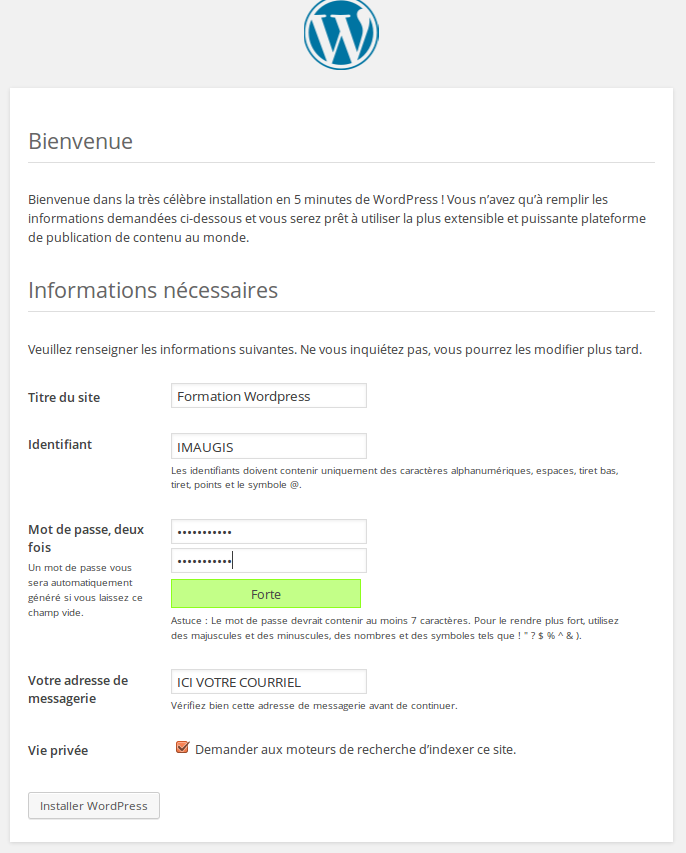 W
Bienvenue
Bienvenue dans la très célèbre installation en 5 minutes de WordPress ! Vous n’avez qu’à remplir les
informations demandées ci-dessous et vous serez prêt à utiliser la plus extensible et puissante plateforme
de publication de contenu au monde.
Informations nécessaires
Veuillez renseigner les informations suivantes. Ne vous inquiétez pas, vous pourrez les modifier plus tard.
Titre du site
Formation Wordpress
Identifiant
IMAUGIS
Les identifiants doivent contenir uniquement des caractères alphanumériques, espaces, tiret bas,
tiret, points et le symbole @.
Mot de passe, deux
fois
Un mot de passe vous
sera automatiquement
généré si vous laissez ce
champ vide.
•••••••••••
•••••••••••
Forte
Astuce : Le mot de passe devrait contenir au moins 7 caractères. Pour le rendre plus fort, utilisez
des majuscules et des minuscules, des nombres et des symboles tels que ! " ? $ % ^ & ).
Votre adresse de
messagerie
ICI VOTRE COURRIEL
Vérifiez bien cette adresse de messagerie avant de continuer.
Vie privée
Demander aux moteurs de recherche d’indexer ce site.
Installer WordPress